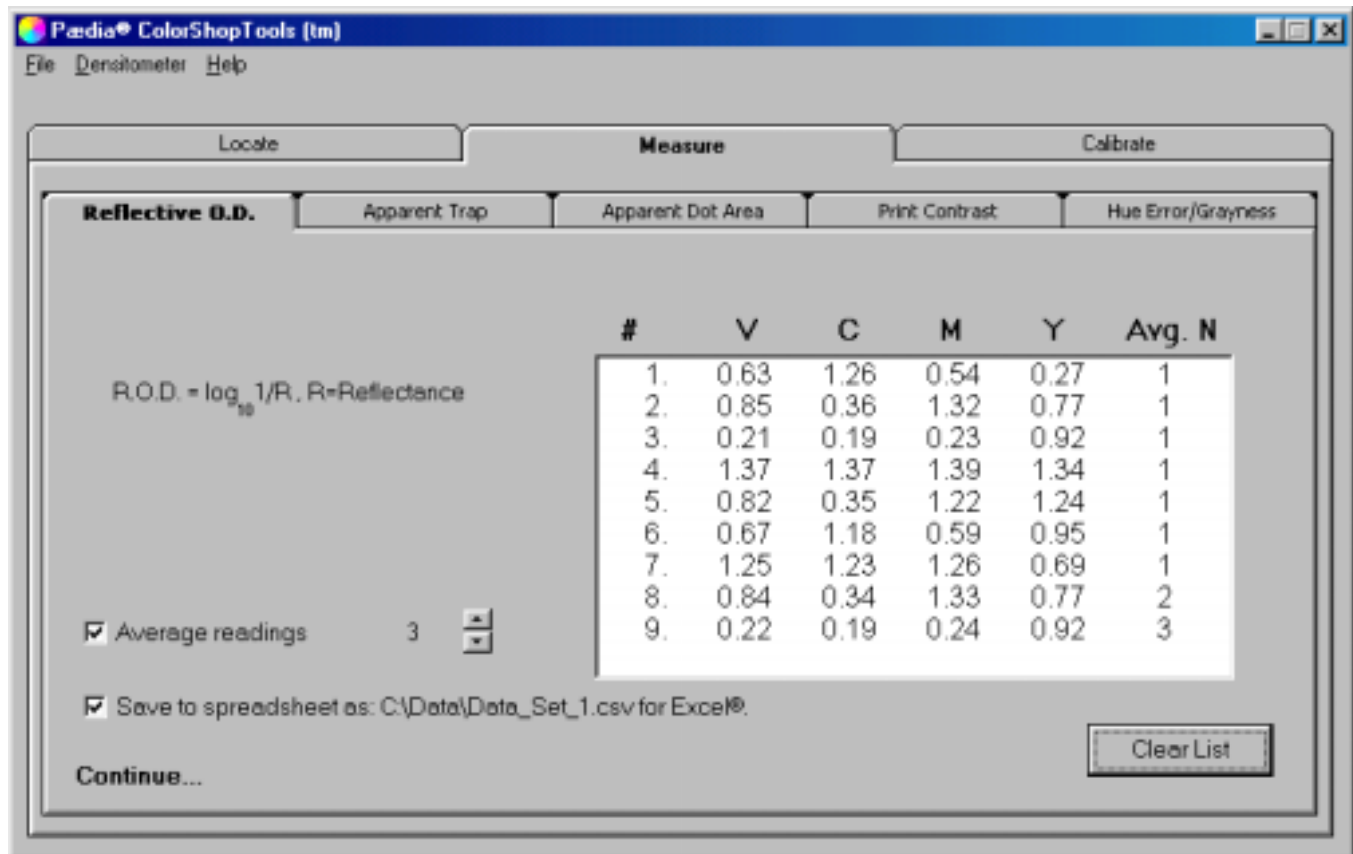 Pædia® ColorShopTools (tm)
File Densitometer Help
Locate Measure Calibrate
Reflective O.D. Apparent Trap Apparent Dot Area Print Contrast Hue Error/Grayness
# V C M Y Avg. N
R.O.D. = log10 1/R, R=Reflectance
1. 0.63 1.26 0.54 0.27 1
2. 0.85 0.36 1.32 0.77 1
3. 0.21 0.19 0.23 0.92 1
4. 1.37 1.37 1.39 1.34 1
5. 0.82 0.35 1.22 1.24 1
6. 0.67 1.18 0.59 0.95 1
7. 1.25 1.23 1.26 0.69 1
8. 0.84 0.34 1.33 0.77 2
9. 0.22 0.19 0.24 0.92 3
Average readings 3
Save to spreadsheet as: C:\Data\Data_Set_1.csv for Excel®.
Clear List
Continue...